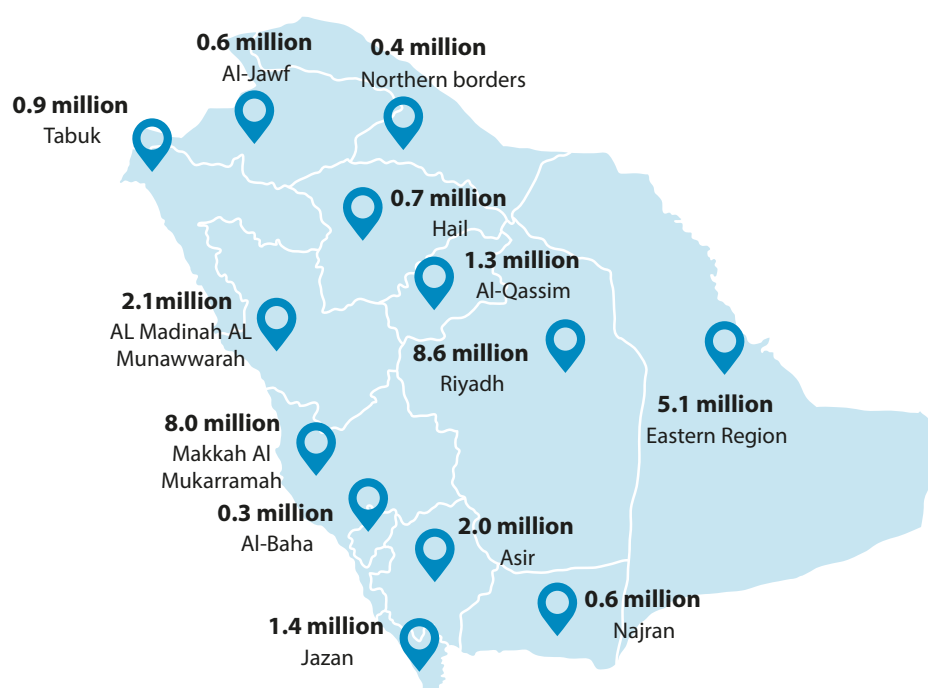 0.6 million
Al-Jawf
0.4 million
Northern borders
0.9 million
Tabuk
0.7 million
Hail
1.3 million
Al-Qassim
2.1million
AL Madinah AL
Munawwarah
8.6 million
Riyadh
5.1 million
Eastern Region
8.0 million
Makkah Al
Mukarramah
0.3 million
Al-Baha
2.0 million
Asir
0.6 million
Najran
1.4 million
Jazan